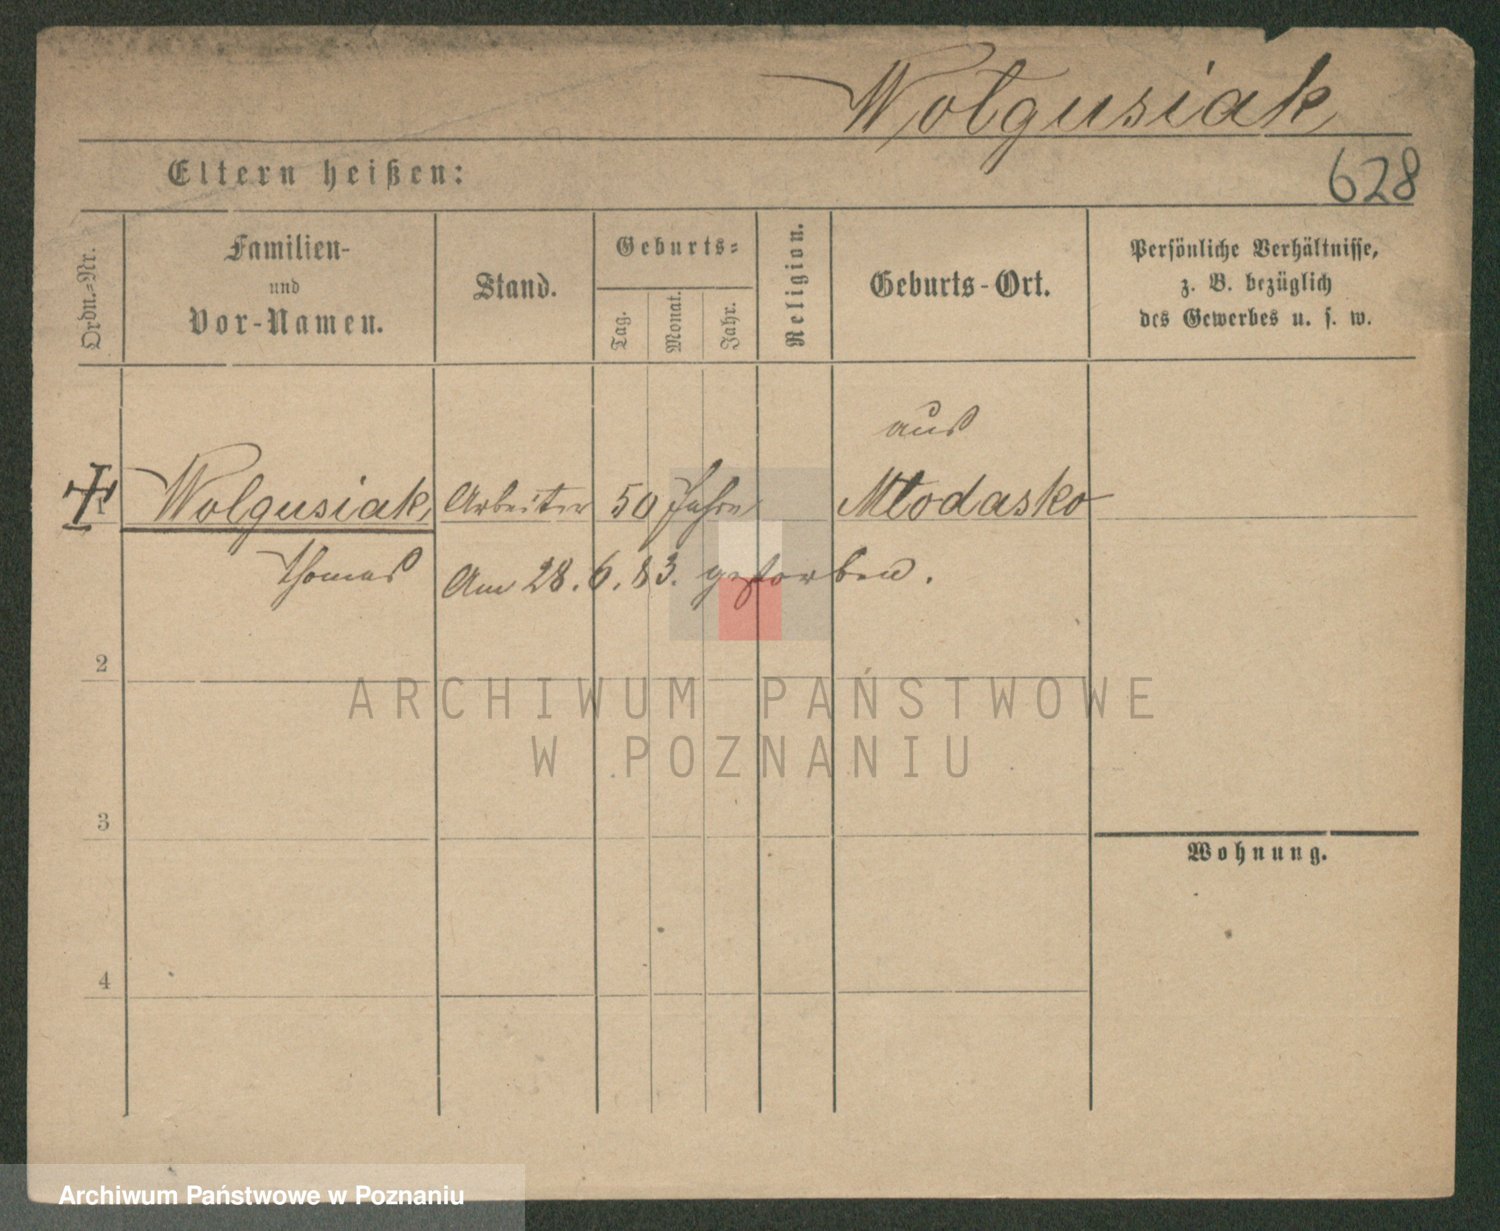 Wolgusiak
Eltern heißen:
628
Ordn.-Nr.
Familien-
und
Vor-Namen.
Stand.
Geburts-
Tag.
Monat.
Jahr.
Religion.
Geburts-Ort.
Persönliche Verhältnisse,
z. B. bezüglich
des Gewerbes u. s. w.
aus
1 Wolgusiak, Arbeiter 50 Jahre Młodasko
Thomas Am 28.6.83. gestorben.
2
ARCHIWUM PAŃSTWOWE
W POZNANIU
3
Wohnung.
4
Archiwum Państwowe w Poznaniu